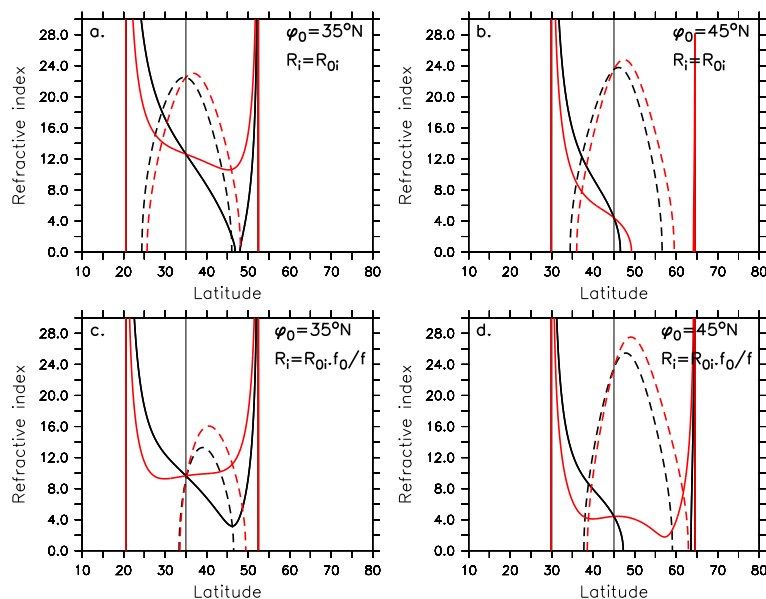 a.
φ₀=35°N
Rᵢ=R₀ᵢ
Refractive index
28.0
24.0
20.0
16.0
12.0
8.0
4.0
0.0
10 20 30 40 50 60 70 80
Latitude
b.
φ₀=45°N
Rᵢ=R₀ᵢ
Refractive index
28.0
24.0
20.0
16.0
12.0
8.0
4.0
0.0
10 20 30 40 50 60 70 80
Latitude
c.
φ₀=35°N
Rᵢ=R₀ᵢ.f₀/f
Refractive index
28.0
24.0
20.0
16.0
12.0
8.0
4.0
0.0
10 20 30 40 50 60 70 80
Latitude
d.
φ₀=45°N
Rᵢ=R₀ᵢ.f₀/f
Refractive index
28.0
24.0
20.0
16.0
12.0
8.0
4.0
0.0
10 20 30 40 50 60 70 80
Latitude